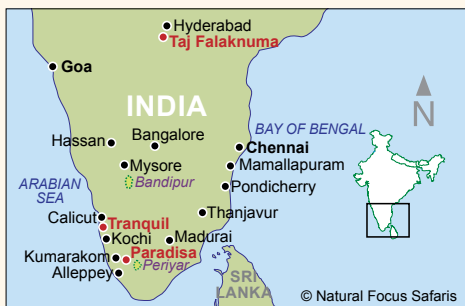 Hyderabad
Taj Falaknuma
Goa
INDIA
N
Hassan
Bangalore
BAY OF BENGAL
Chennai
Mysore
Mamallapuram
Bandipur
Pondicherry
ARABIAN
SEA
Calicut
Thanjavur
Tranquil
Kochi
Madurai
Kumarakom
Paradisa
Periyar
Alleppey
SRI
LANKA
© Natural Focus Safaris